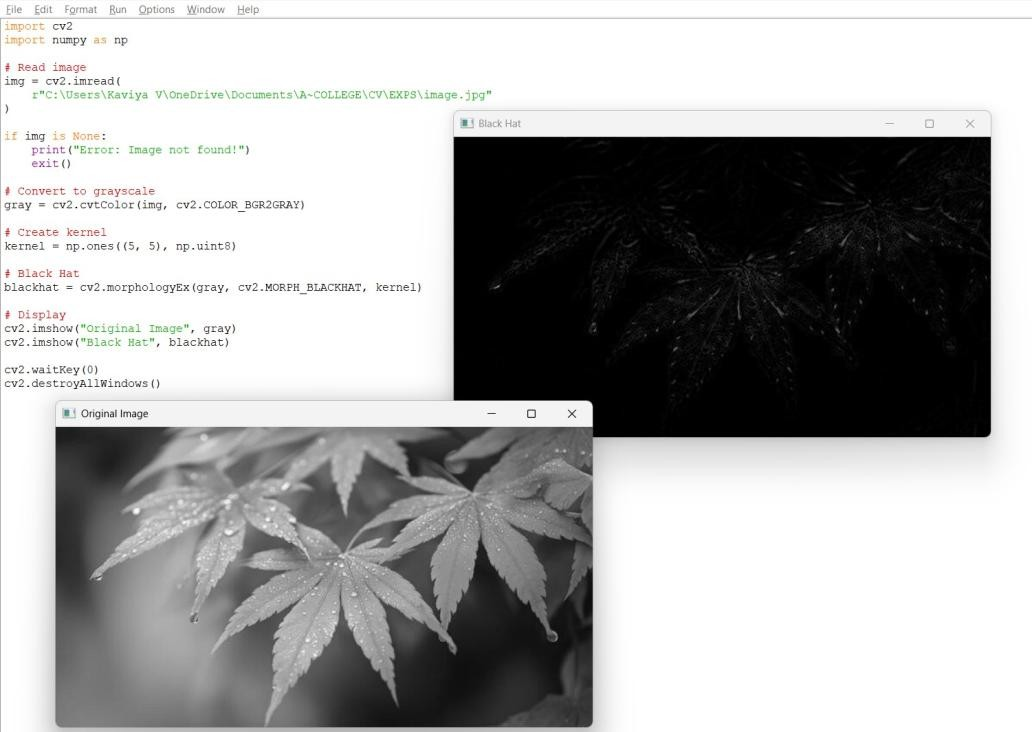 File Edit Format Run Options Window Help
import cv2
import numpy as np
# Read image
img = cv2.imread(
    r"C:\Users\Kaviya V\OneDrive\Documents\A~COLLEGE\CV\EXPS\image.jpg"
)
if img is None:
    print("Error: Image not found!")
    exit()
# Convert to grayscale
gray = cv2.cvtColor(img, cv2.COLOR_BGR2GRAY)
# Create kernel
kernel = np.ones((5, 5), np.uint8)
# Black Hat
blackhat = cv2.morphologyEx(gray, cv2.MORPH_BLACKHAT, kernel)
# Display
cv2.imshow("Original Image", gray)
cv2.imshow("Black Hat", blackhat)
cv2.waitKey(0)
cv2.destroyAllWindows()
Black Hat
Original Image